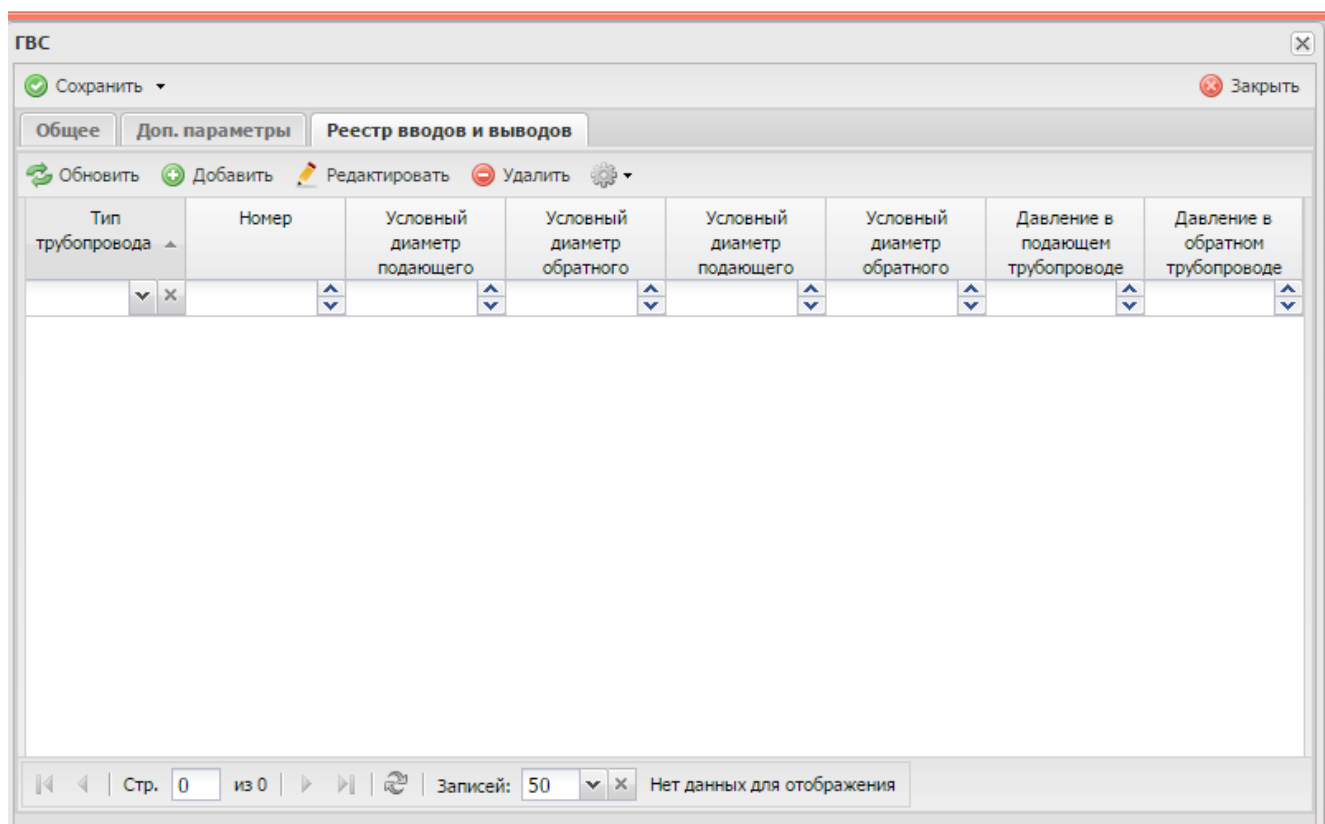 ГВС
Сохранить Закрыть
Общее Доп. параметры Реестр вводов и выводов
Обновить Добавить Редактировать Удалить
Тип трубопровода
Номер
Условный диаметр подающего
Условный диаметр обратного
Условный диаметр подающего
Условный диаметр обратного
Давление в подающем трубопроводе
Давление в обратном трубопроводе
Стр. 0 из 0 Записей: 50 Нет данных для отображения